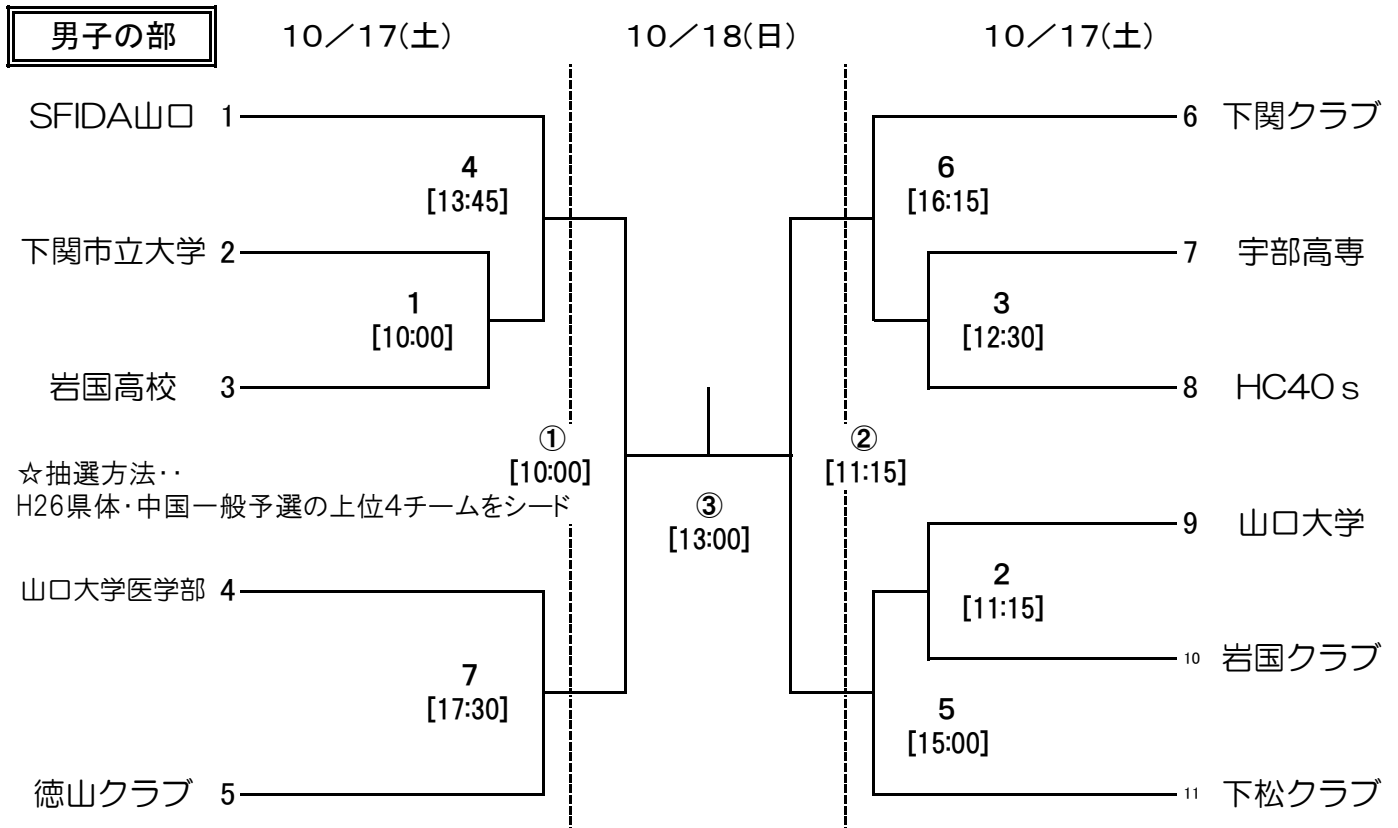 男子の部 10／17(土) 10／18(日) 10／17(土)
SFIDA山口 1
6 下関クラブ
4
[13:45]
6
[16:15]
下関市立大学 2
7 宇部高専
1
[10:00]
3
[12:30]
岩国高校 3
8 HC40s
①
[10:00]
②
[11:15]
☆抽選方法‥
H26県体･中国一般予選の上位4チームをシード
③
[13:00]
9 山口大学
山口大学医学部 4
2
[11:15]
10 岩国クラブ
7
[17:30]
5
[15:00]
徳山クラブ 5
11 下松クラブ